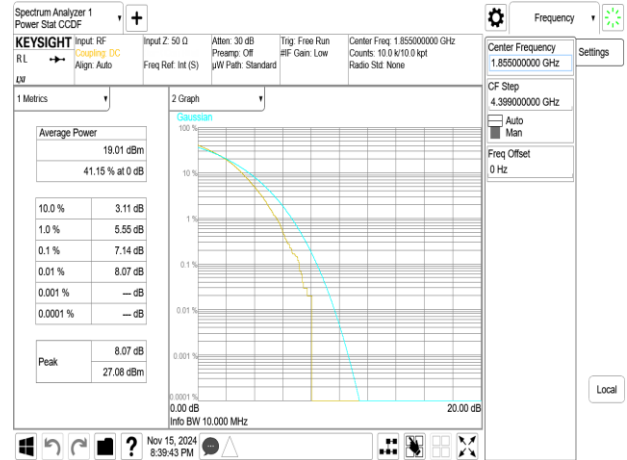 Spectrum Analyzer 1
Power Stat CCDF
Frequency
KEYSIGHT
RL
Input: RF
Coupling: DC
Align: Auto
Input Z: 50 Ω
Freq Ref: Int (S)
Atten: 30 dB
Preamp: Off
µW Path: Standard
Trig: Free Run
#IF Gain: Low
Center Freq: 1.855000000 GHz
Counts: 10.0 k/10.0 kpt
Radio Std: None
Center Frequency
1.855000000 GHz
Settings
CF Step
4.399000000 GHz
Auto
Man
Freq Offset
0 Hz
1 Metrics
Average Power
19.01 dBm
41.15 % at 0 dB
10.0 % 3.11 dB
1.0 % 5.55 dB
0.1 % 7.14 dB
0.01 % 8.07 dB
0.001 % --- dB
0.0001 % --- dB
Peak
8.07 dB
27.08 dBm
2 Graph
Gaussian
100 %
10 %
1 %
0.1 %
0.01 %
0.001 %
0.0001 %
0.00 dB 20.00 dB
Info BW 10.000 MHz
Local
?
Nov 15, 2024
8:39:43 PM